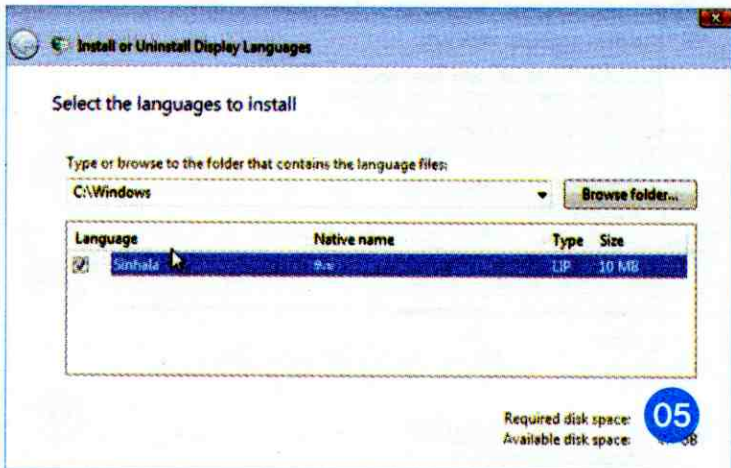 Install or Uninstall Display Languages
Select the languages to install
Type or browse to the folder that contains the language files:
C:\Windows
Browse folder...
Language Native name Type Size
Sinhala LIP 10 MB
Required disk space:
05
Available disk space: